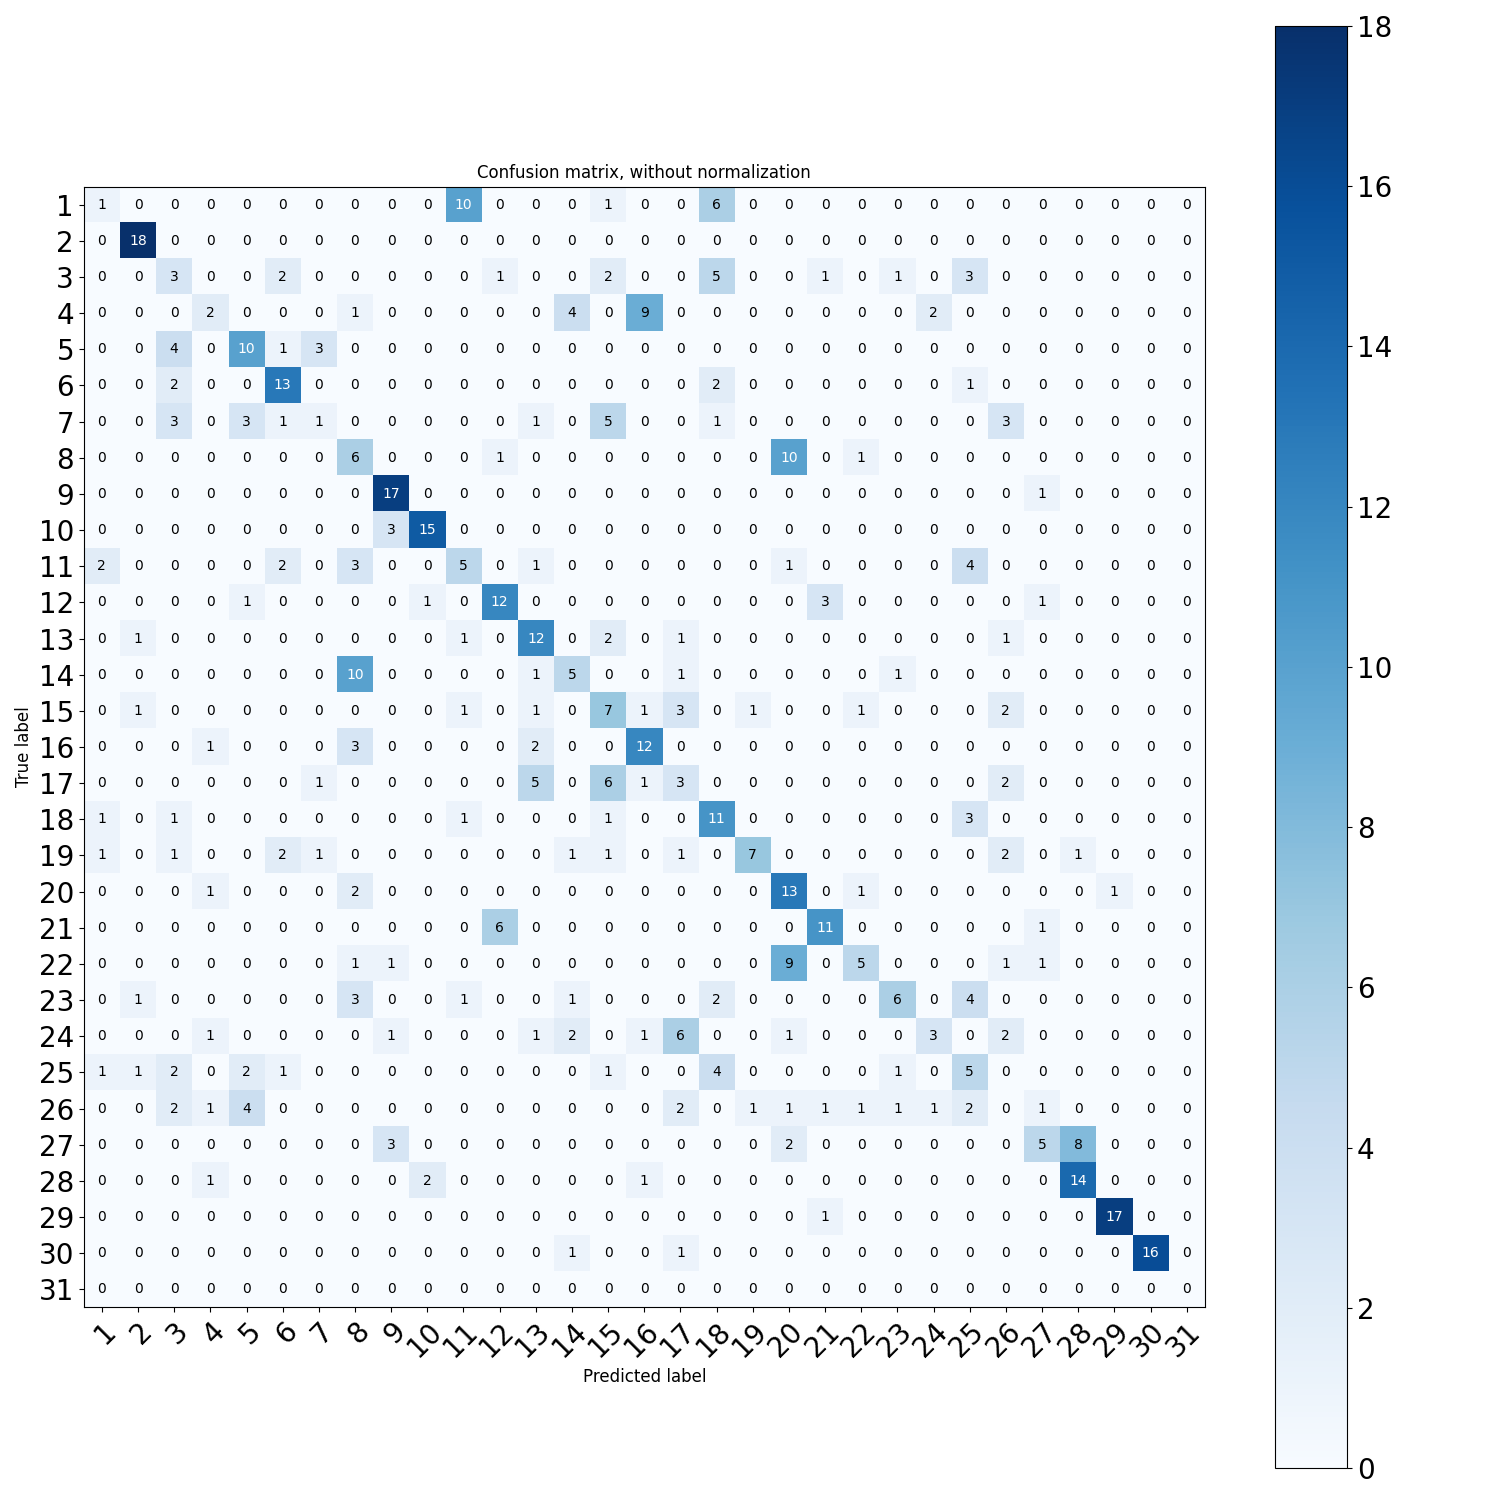 Confusion matrix, without normalization
1 1 0 0 0 0 0 0 0 0 0 10 0 0 0 1 0 0 6 0 0 0 0 0 0 0 0 0 0 0 0 0
2 0 18 0 0 0 0 0 0 0 0 0 0 0 0 0 0 0 0 0 0 0 0 0 0 0 0 0 0 0 0 0
3 0 0 3 0 0 2 0 0 0 0 0 1 0 0 2 0 0 5 0 0 1 0 1 0 3 0 0 0 0 0 0
4 0 0 0 2 0 0 0 1 0 0 0 0 0 4 0 9 0 0 0 0 0 0 0 2 0 0 0 0 0 0 0
5 0 0 4 0 10 1 3 0 0 0 0 0 0 0 0 0 0 0 0 0 0 0 0 0 0 0 0 0 0 0 0
6 0 0 2 0 0 13 0 0 0 0 0 0 0 0 0 0 0 2 0 0 0 0 0 0 1 0 0 0 0 0 0
7 0 0 3 0 3 1 1 0 0 0 0 0 1 0 5 0 0 1 0 0 0 0 0 0 0 3 0 0 0 0 0
8 0 0 0 0 0 0 0 6 0 0 0 1 0 0 0 0 0 0 0 10 0 1 0 0 0 0 0 0 0 0 0
9 0 0 0 0 0 0 0 0 17 0 0 0 0 0 0 0 0 0 0 0 0 0 0 0 0 0 1 0 0 0 0
10 0 0 0 0 0 0 0 0 3 15 0 0 0 0 0 0 0 0 0 0 0 0 0 0 0 0 0 0 0 0 0
11 2 0 0 0 0 2 0 3 0 0 5 0 1 0 0 0 0 0 0 1 0 0 0 0 4 0 0 0 0 0 0
12 0 0 0 0 1 0 0 0 0 1 0 12 0 0 0 0 0 0 0 0 3 0 0 0 0 0 1 0 0 0 0
13 0 1 0 0 0 0 0 0 0 0 1 0 12 0 2 0 1 0 0 0 0 0 0 0 0 1 0 0 0 0 0
14 0 0 0 0 0 0 0 10 0 0 0 0 1 5 0 0 1 0 0 0 0 0 1 0 0 0 0 0 0 0 0
15 0 1 0 0 0 0 0 0 0 0 1 0 1 0 7 1 3 0 1 0 0 1 0 0 0 2 0 0 0 0 0
16 0 0 0 1 0 0 0 3 0 0 0 0 2 0 0 12 0 0 0 0 0 0 0 0 0 0 0 0 0 0 0
17 0 0 0 0 0 0 1 0 0 0 0 0 5 0 6 1 3 0 0 0 0 0 0 0 0 2 0 0 0 0 0
18 1 0 1 0 0 0 0 0 0 0 1 0 0 0 1 0 0 11 0 0 0 0 0 0 3 0 0 0 0 0 0
19 1 0 1 0 0 2 1 0 0 0 0 0 0 1 1 0 1 0 7 0 0 0 0 0 0 2 0 1 0 0 0
20 0 0 0 1 0 0 0 2 0 0 0 0 0 0 0 0 0 0 0 13 0 1 0 0 0 0 0 0 1 0 0
21 0 0 0 0 0 0 0 0 0 0 0 6 0 0 0 0 0 0 0 0 11 0 0 0 0 0 1 0 0 0 0
22 0 0 0 0 0 0 0 1 1 0 0 0 0 0 0 0 0 0 0 9 0 5 0 0 0 1 1 0 0 0 0
23 0 1 0 0 0 0 0 3 0 0 1 0 0 1 0 0 0 2 0 0 0 0 6 0 4 0 0 0 0 0 0
24 0 0 0 1 0 0 0 0 1 0 0 0 1 2 0 1 6 0 0 1 0 0 0 3 0 2 0 0 0 0 0
25 1 1 2 0 2 1 0 0 0 0 0 0 0 0 1 0 0 4 0 0 0 0 1 0 5 0 0 0 0 0 0
26 0 0 2 1 4 0 0 0 0 0 0 0 0 0 0 0 2 0 1 1 1 1 1 1 2 0 1 0 0 0 0
27 0 0 0 0 0 0 0 0 3 0 0 0 0 0 0 0 0 0 0 2 0 0 0 0 0 0 5 8 0 0 0
28 0 0 0 1 0 0 0 0 0 2 0 0 0 0 0 1 0 0 0 0 0 0 0 0 0 0 0 14 0 0 0
29 0 0 0 0 0 0 0 0 0 0 0 0 0 0 0 0 0 0 0 0 1 0 0 0 0 0 0 0 17 0 0
30 0 0 0 0 0 0 0 0 0 0 0 0 0 1 0 0 1 0 0 0 0 0 0 0 0 0 0 0 0 16 0
31 0 0 0 0 0 0 0 0 0 0 0 0 0 0 0 0 0 0 0 0 0 0 0 0 0 0 0 0 0 0 0
1 2 3 4 5 6 7 8 9 10 11 12 13 14 15 16 17 18 19 20 21 22 23 24 25 26 27 28 29 30 31
Predicted label
True label
18
16
14
12
10
8
6
4
2
0